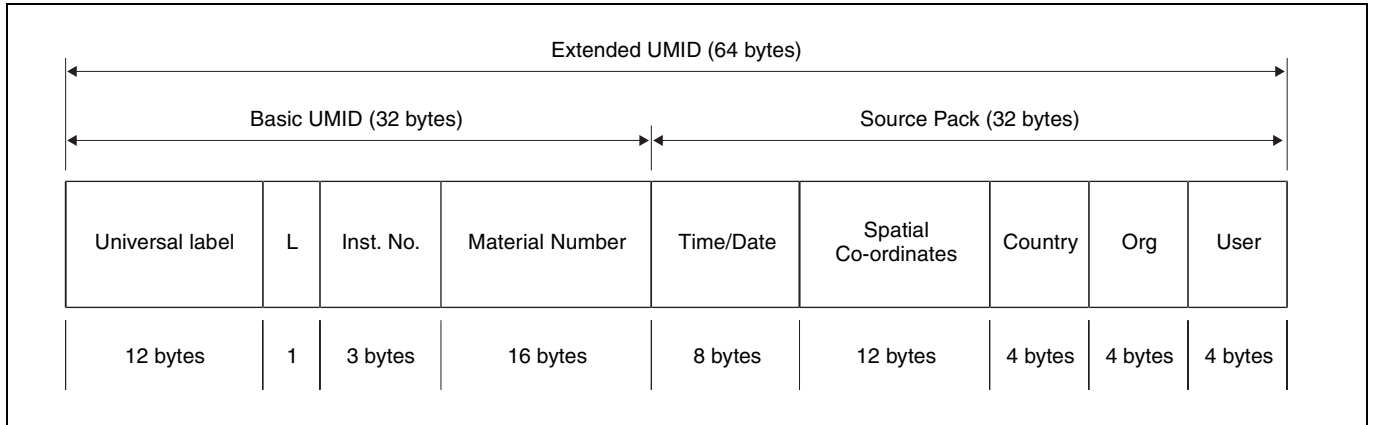 Extended UMID (64 bytes)
Basic UMID (32 bytes)
Source Pack (32 bytes)
Universal label
L
Inst. No.
Material Number
Time/Date
Spatial
Co-ordinates
Country
Org
User
12 bytes
1
3 bytes
16 bytes
8 bytes
12 bytes
4 bytes
4 bytes
4 bytes